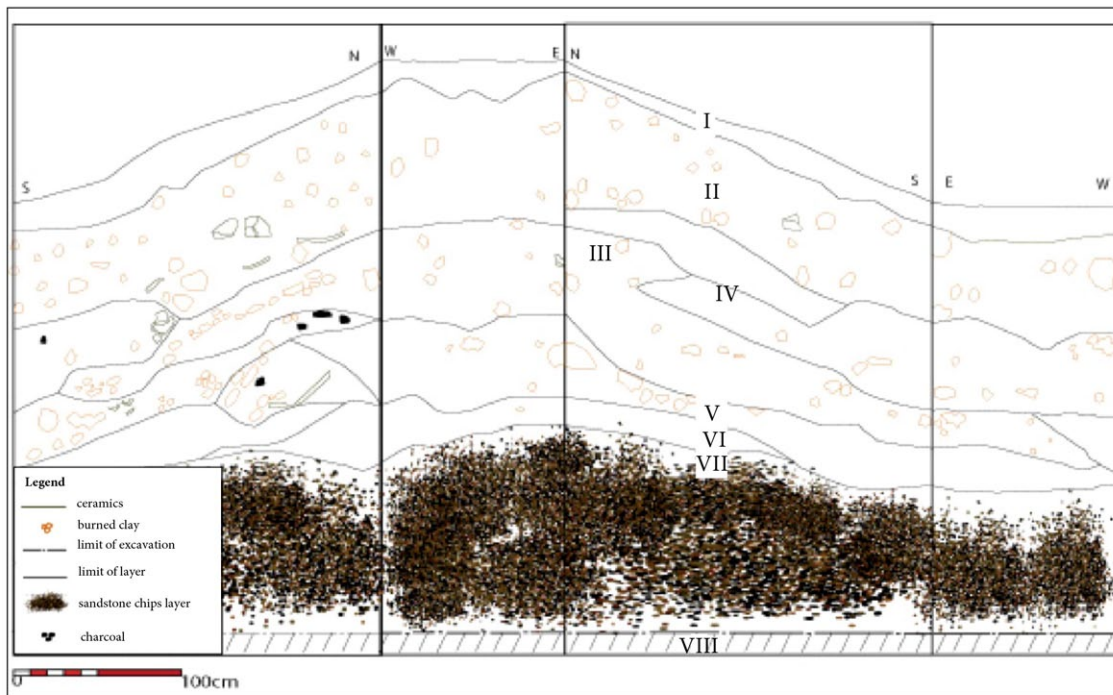 N W E N
I
S S E W
II
III
IV
V
VI
VII
Legend
ceramics
burned clay
limit of excavation
limit of layer
sandstone chips layer
charcoal
VIII
0 100cm